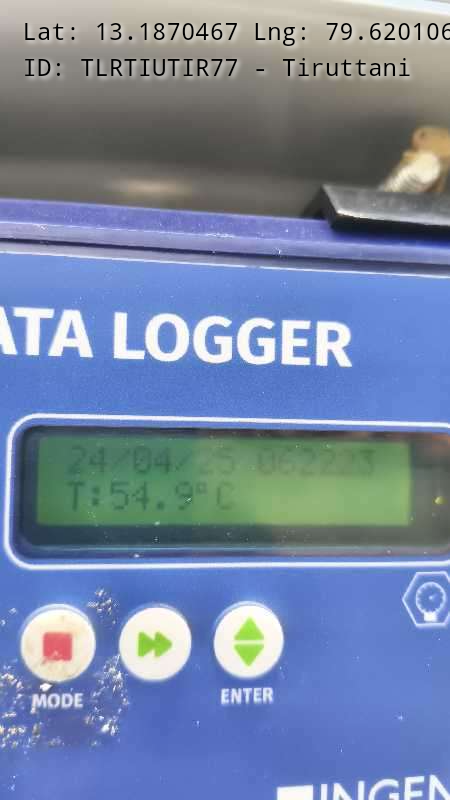 Lat: 13.1870467 Lng: 79.620106
ID: TLRTIUTIR77 - Tiruttani
ATA LOGGER
24/04/25 062223
T:54.9°C
MODE
ENTER
INGEN